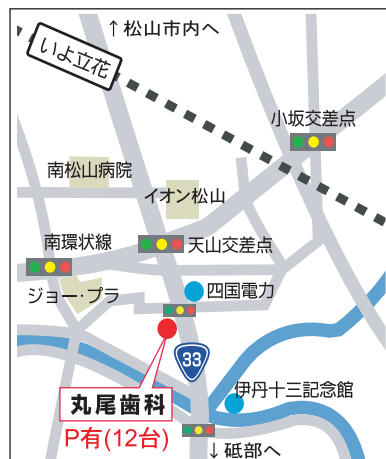 ↑松山市内へ
いよ立花
小坂交差点
南松山病院
イオン松山
南環状線
天山交差点
ジョー・プラ
四国電力
33
丸尾歯科
P有(12台)
伊丹十三記念館
↓砥部へ